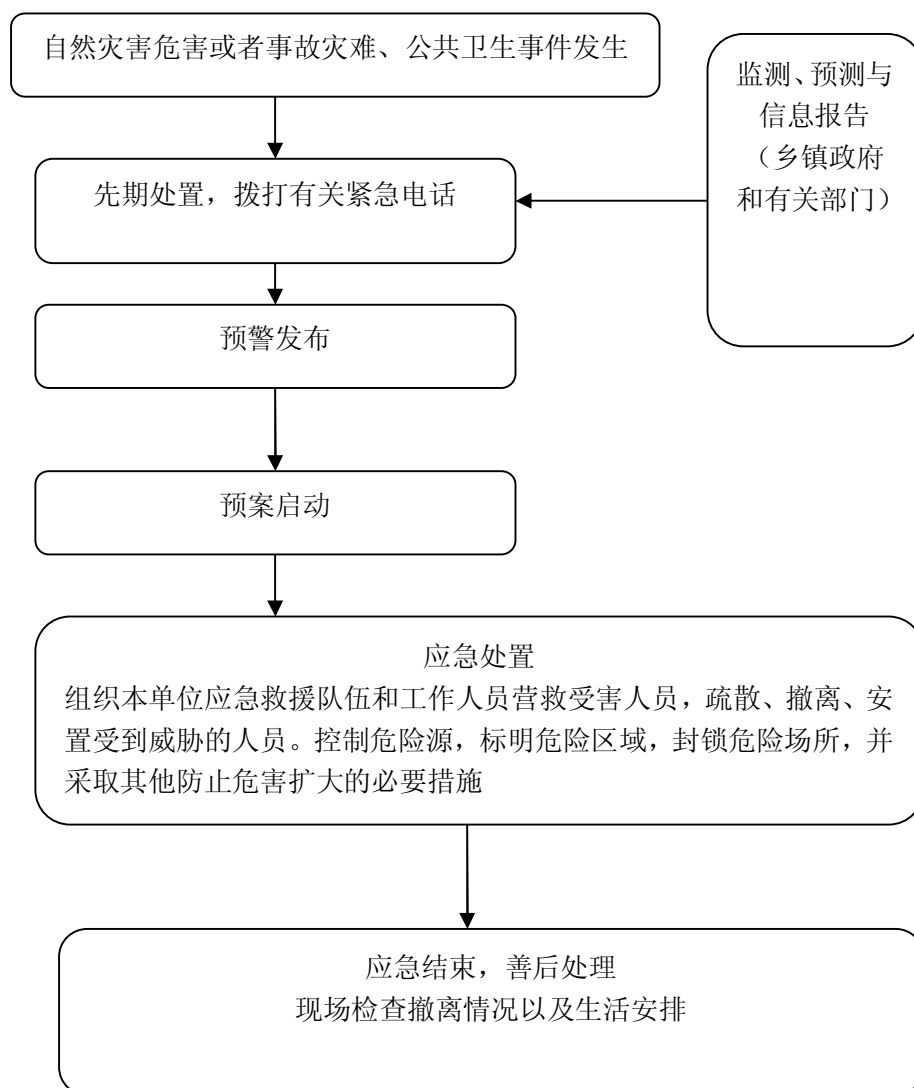 自然灾害危害或者事故灾难、公共卫生事件发生
监测、预测与
信息报告
（乡镇政府
和有关部门）
先期处置，拨打有关紧急电话
预警发布
预案启动
应急处置
组织本单位应急救援队伍和工作人员营救受害人员，疏散、撤离、安
置受到威胁的人员。控制危险源，标明危险区域，封锁危险场所，并
采取其他防止危害扩大的必要措施
应急结束，善后处理
现场检查撤离情况以及生活安排